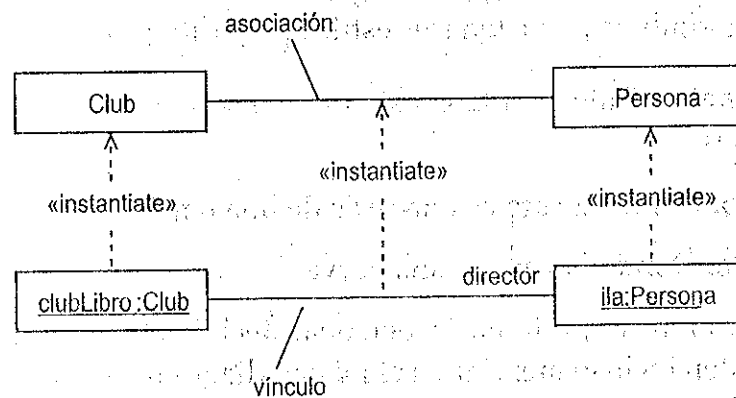 asociación
Club
Persona
«instantiate»
«instantiate»
«instantiate»
director
clubLibro:Club
ila:Persona
vínculo